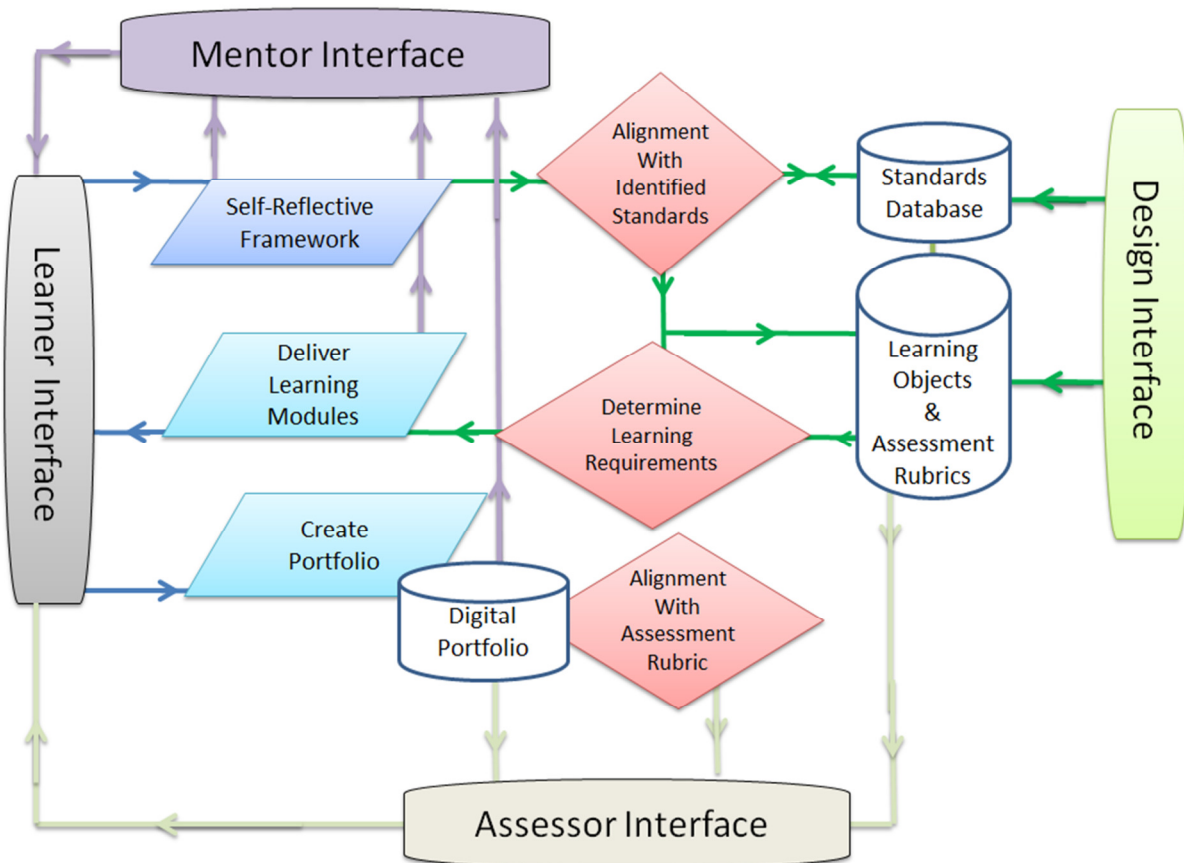 Mentor Interface
Alignment
With
Identified
Standards
Standards
Database
Self-Reflective
Framework
Design Interface
Learner Interface
Deliver
Learning
Modules
Determine
Learning
Requirements
Learning
Objects
&
Assessment
Rubrics
Create
Portfolio
Digital
Portfolio
Alignment
With
Assessment
Rubric
Assessor Interface